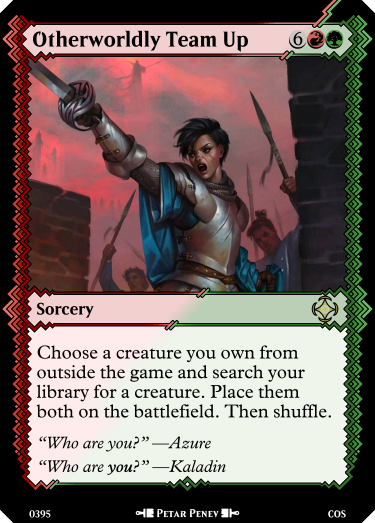 Otherworldly Team Up 6
Sorcery
Choose a creature you own from
outside the game and search your
library for a creature. Place them
both on the battlefield. Then shuffle.
“Who are you?” —Azure
“Who are you?” —Kaladin
0395 Petar Penev COS